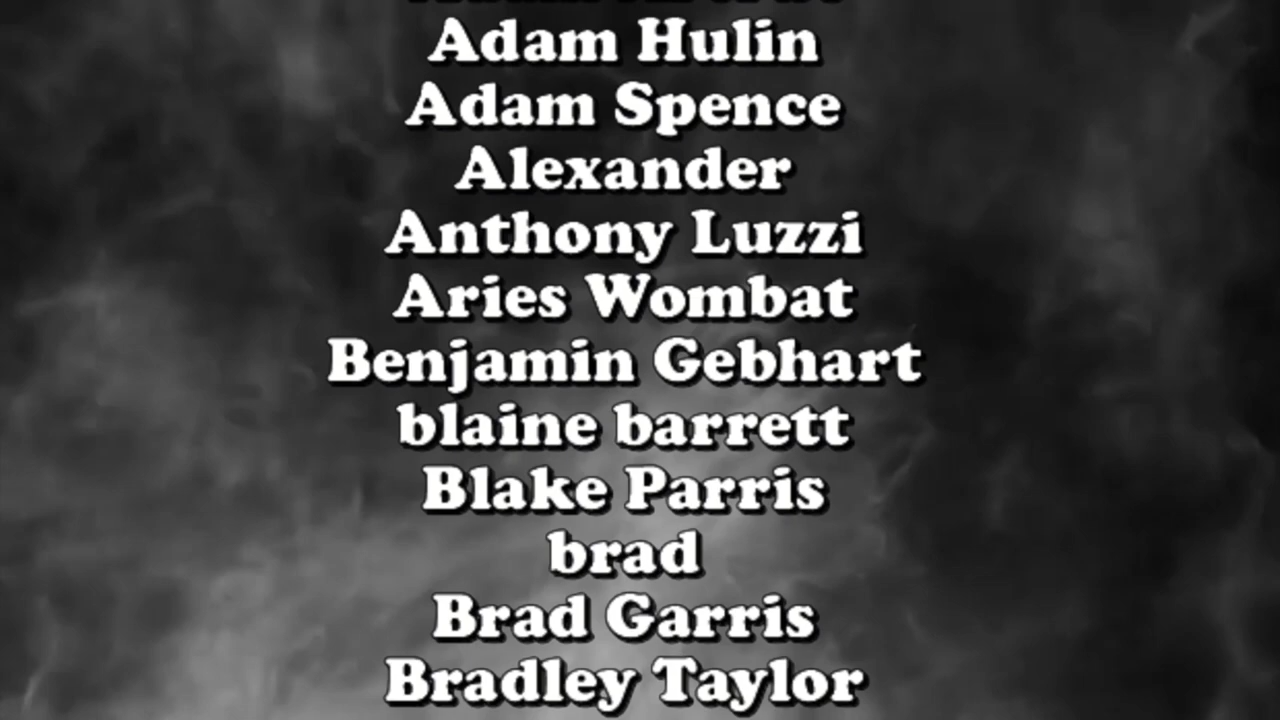 Adam Hulin
Adam Spence
Alexander
Anthony Luzzi
Aries Wombat
Benjamin Gebhart
blaine barrett
Blake Parris
brad
Brad Garris
Bradley Taylor